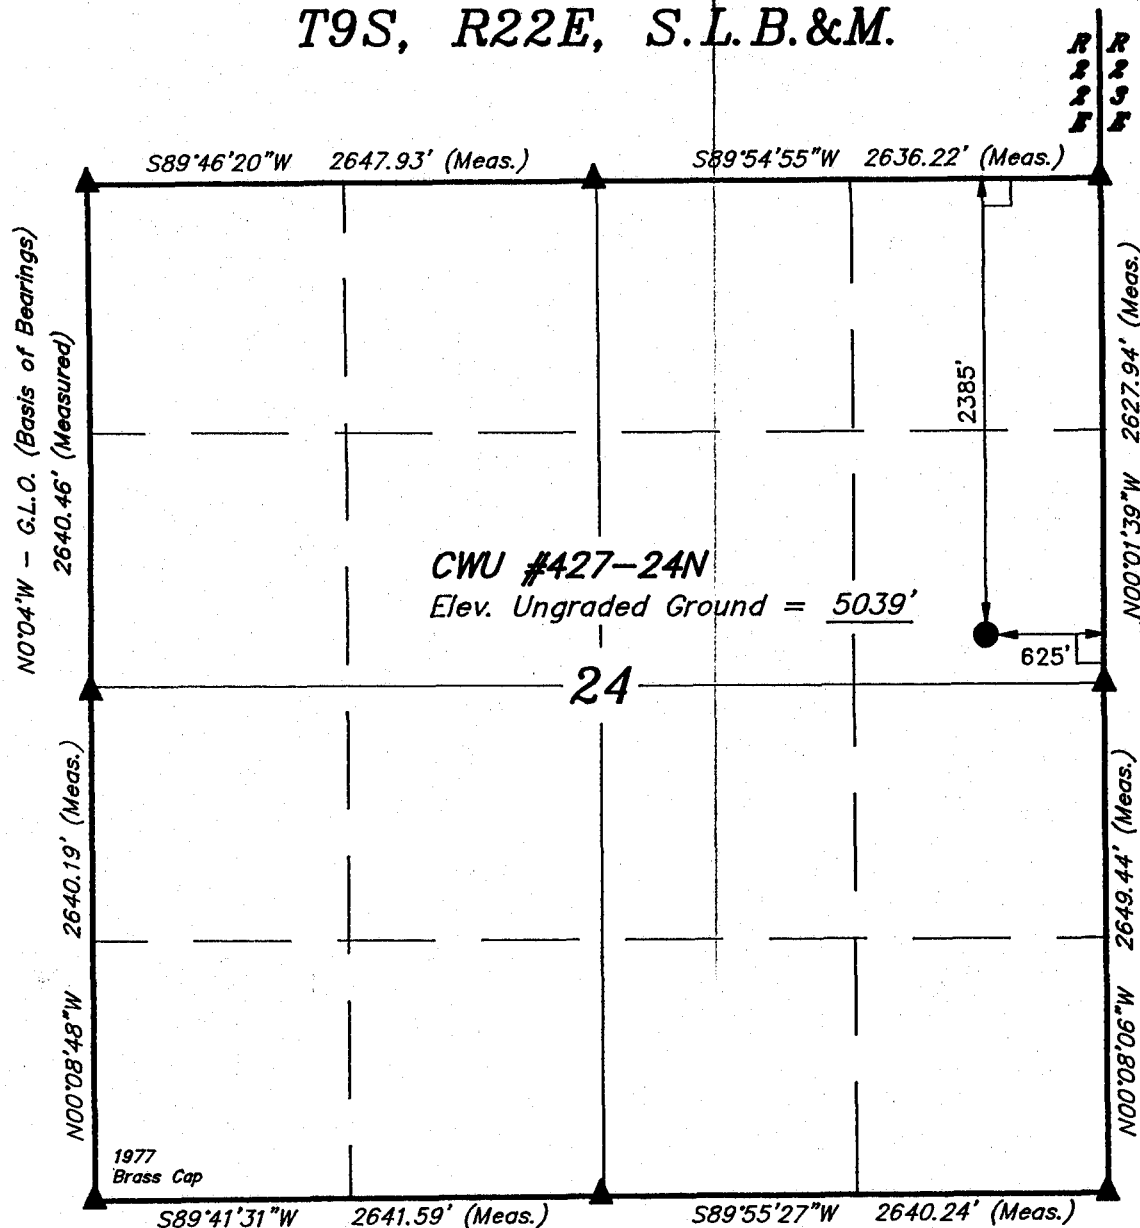 T9S, R22E, S.L.B.&M.
R R
2 2
2 3
E E
S89°46'20"W 2647.93' (Meas.)
S89°54'55"W 2636.22' (Meas.)
N0°04'W - G.L.O. (Basis of Bearings)
2640.46' (Measured)
2385'
N00°01'39"W 2627.94' (Meas.)
CWU #427-24N
Elev. Ungraded Ground = 5039'
625'
24
N00°08'48"W 2640.19' (Meas.)
N00°08'06"W 2649.44' (Meas.)
1977
Brass Cap
S89°41'31"W 2641.59' (Meas.)
S89°55'27"W 2640.24' (Meas.)